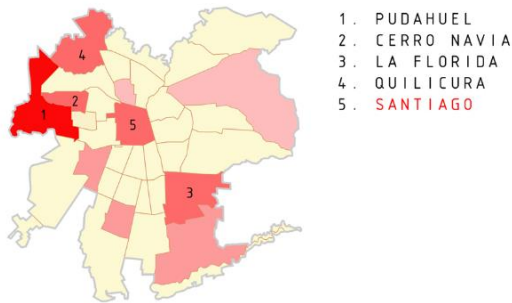 1. PUDAHUEL
2. CERRO NAVIA
3. LA FLORIDA
4. QUILICURA
5. SANTIAGO
4
2
1
5
3